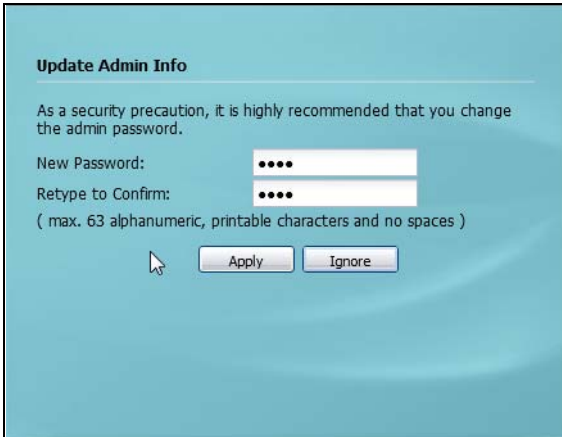 Update Admin Info
As a security precaution, it is highly recommended that you change
the admin password.
New Password: ••••
Retype to Confirm: ••••
( max. 63 alphanumeric, printable characters and no spaces )
Apply Ignore